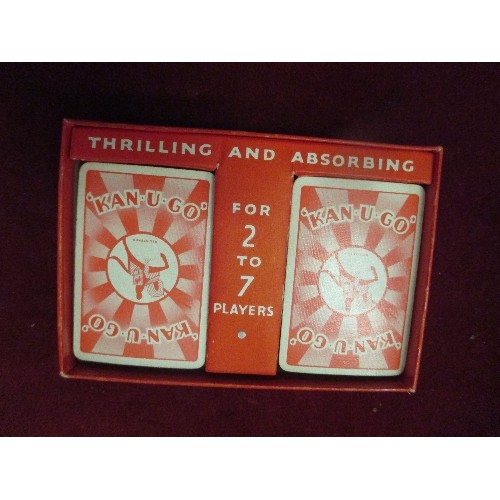 THRILLING AND ABSORBING
"KAN-U-GO"
"KAN-U-GO"
FOR
2
TO
7
PLAYERS
"KAN-U-GO"
"KAN-U-GO"